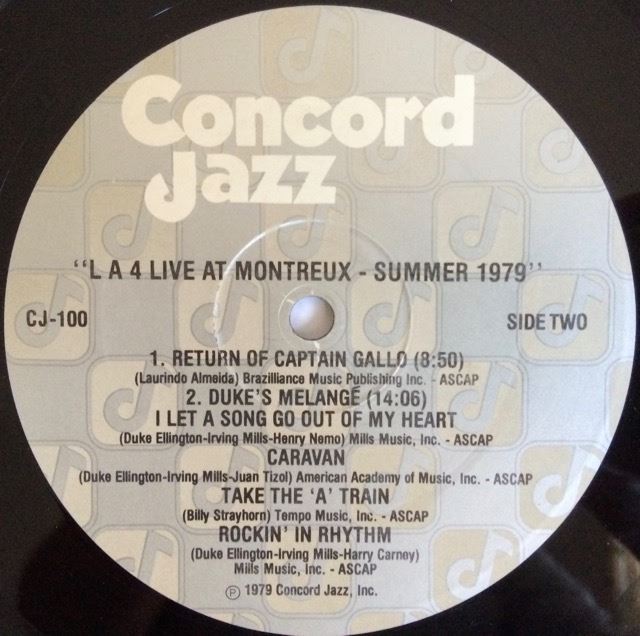 Concord
Jazz
"L A 4 LIVE AT MONTREUX - SUMMER 1979"
CJ-100
SIDE TWO
1. RETURN OF CAPTAIN GALLO (8:50)
(Laurindo Almeida) Brazilliance Music Publishing Inc. - ASCAP
2. DUKE'S MELANGÉ (14:06)
I LET A SONG GO OUT OF MY HEART
(Duke Ellington-Irving Mills-Henry Nemo) Mills Music, Inc. - ASCAP
CARAVAN
(Duke Ellington-Irving Mills-Juan Tizol) American Academy of Music, Inc. - ASCAP
TAKE THE 'A' TRAIN
(Billy Strayhorn) Tempo Music, Inc. - ASCAP
ROCKIN' IN RHYTHM
(Duke Ellington-Irving Mills-Harry Carney)
Mills Music, Inc. - ASCAP
℗ 1979 Concord Jazz, Inc.